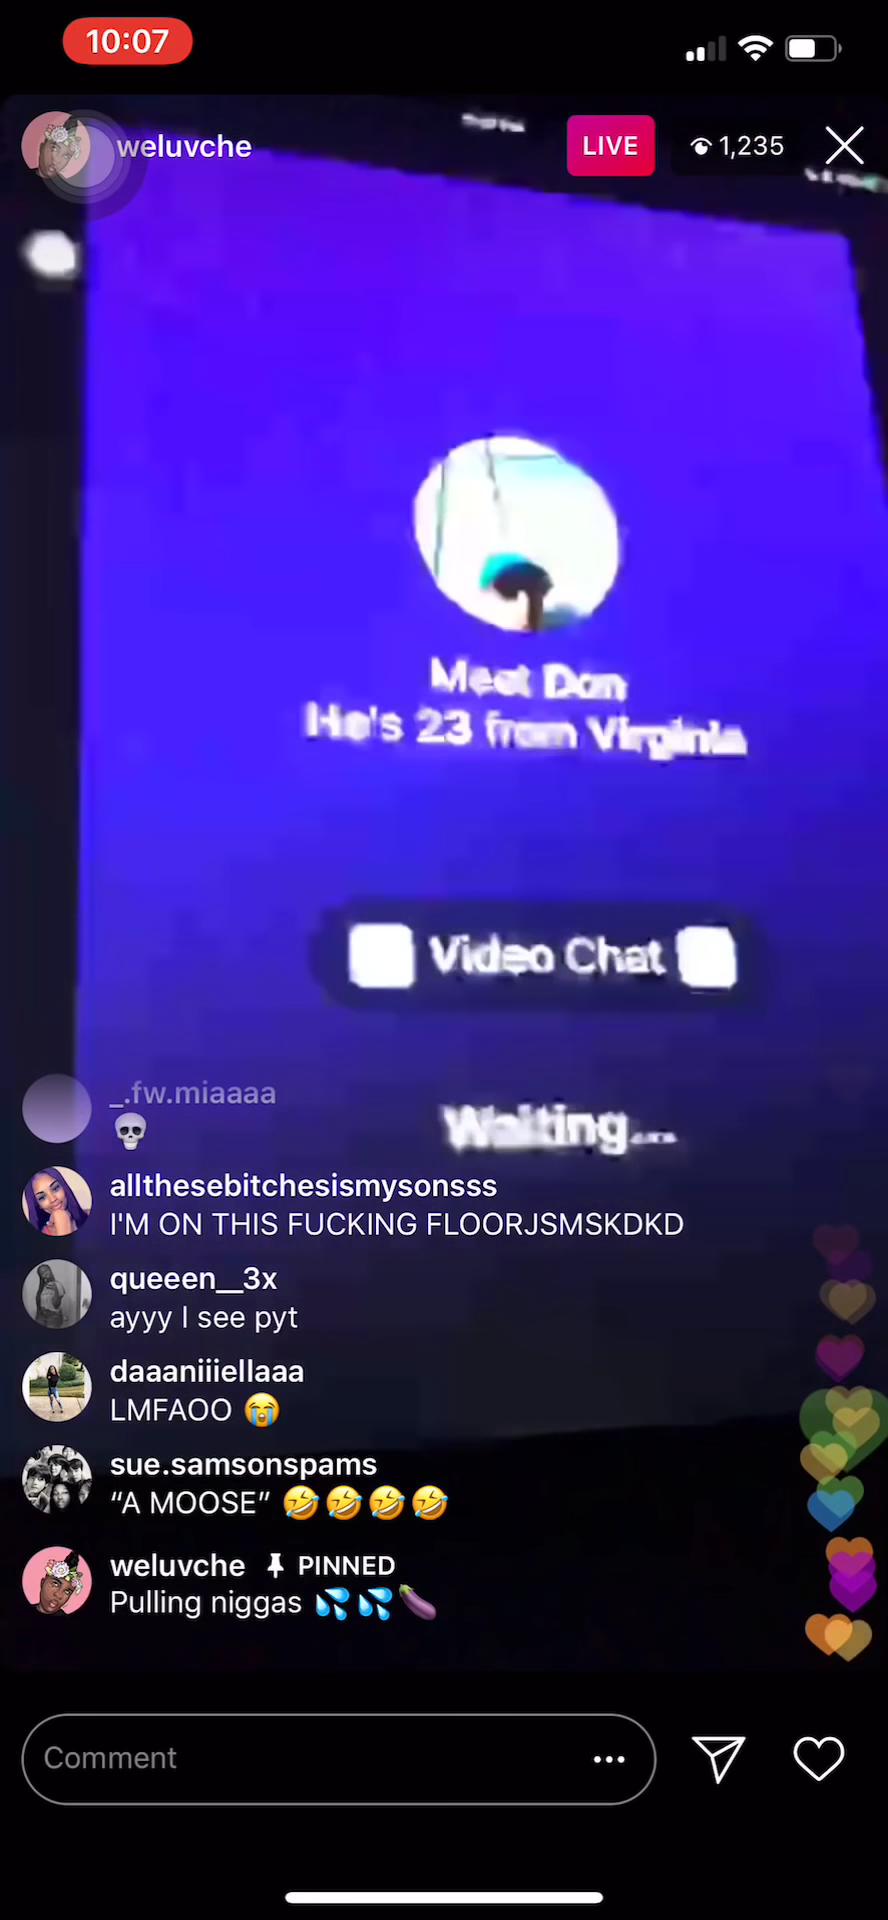 10:07
weluvche
LIVE
1,235
Meet Don
He's 23 from Virginia
Video Chat
Waiting...
_.fw.miaaaa
💀
allthesebitchesismysonsss
I'M ON THIS FUCKING FLOORJSMSKDKD
queeen__3x
ayyy I see pyt
daaaniiiellaaa
LMFAOO 😭
sue.samsonspams
“A MOOSE” 🤣🤣🤣🤣
weluvche PINNED
Pulling niggas 💦💦🍆
Comment